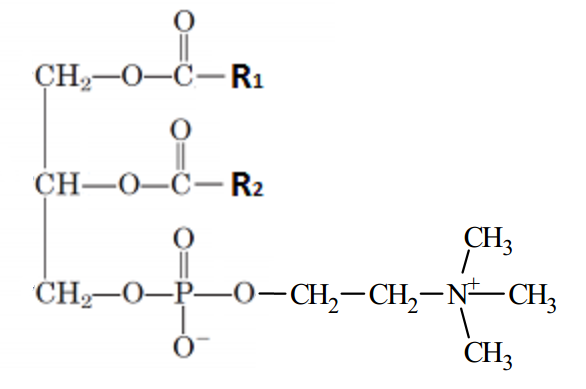 O
CH₂—O—C—R₁
O
CH—O—C—R₂
O
CH₃
CH₂—O—P—O—CH₂—CH₂—N⁺—CH₃
O⁻
CH₃